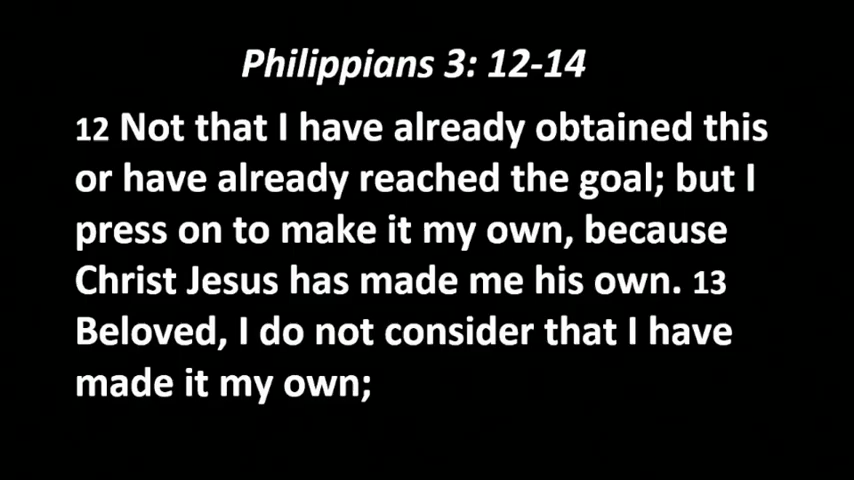 Philippians 3: 12-14
12 Not that I have already obtained this
or have already reached the goal; but I
press on to make it my own, because
Christ Jesus has made me his own. 13
Beloved, I do not consider that I have
made it my own;